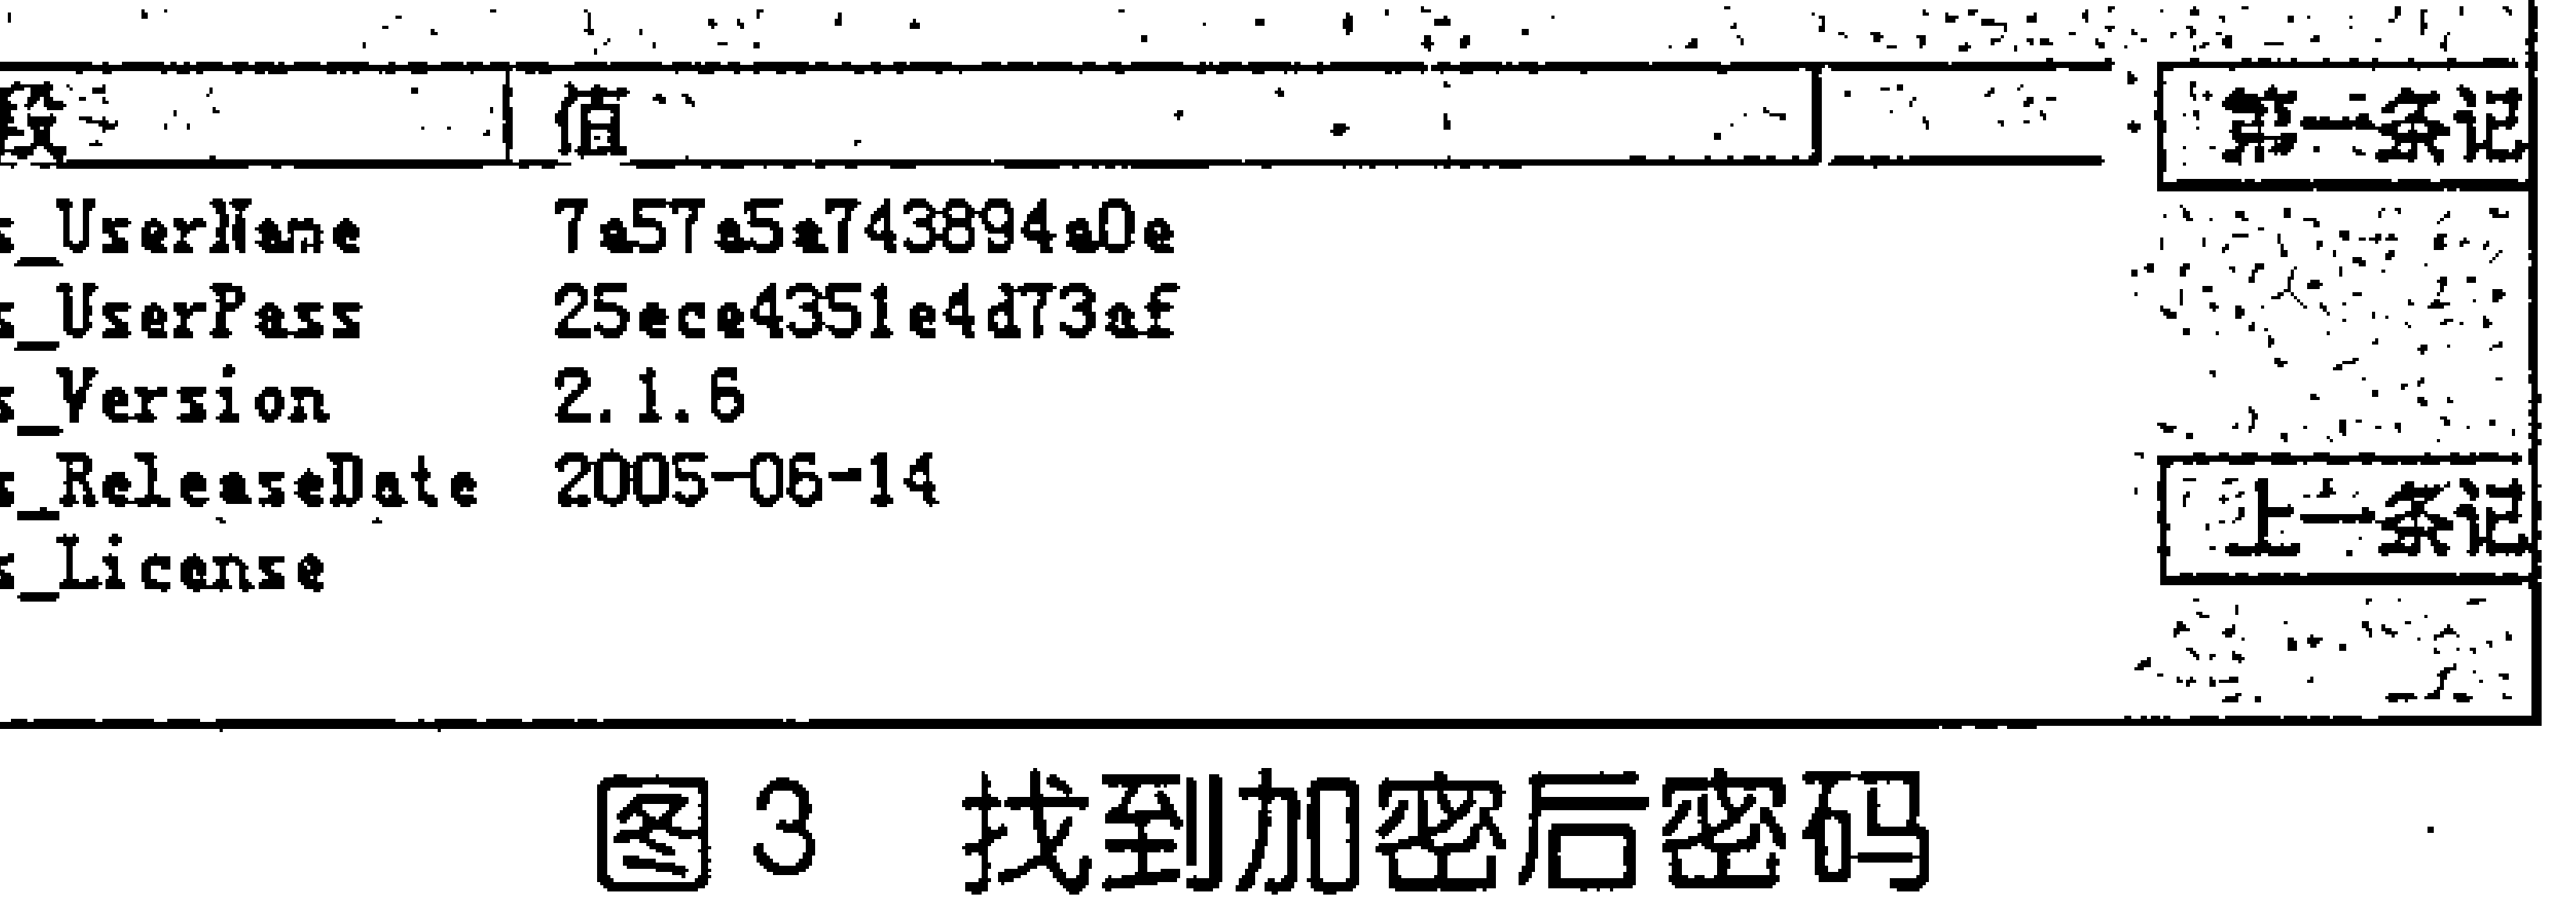 段 值 第一条记
s_UserName 7a57a5a743894a0e
s_UserPass 25ece4351e4d73af
s_Version 2.1.6
s_ReleaseDate 2005-06-14
上一条记
s_License
图3 找到加密后密码